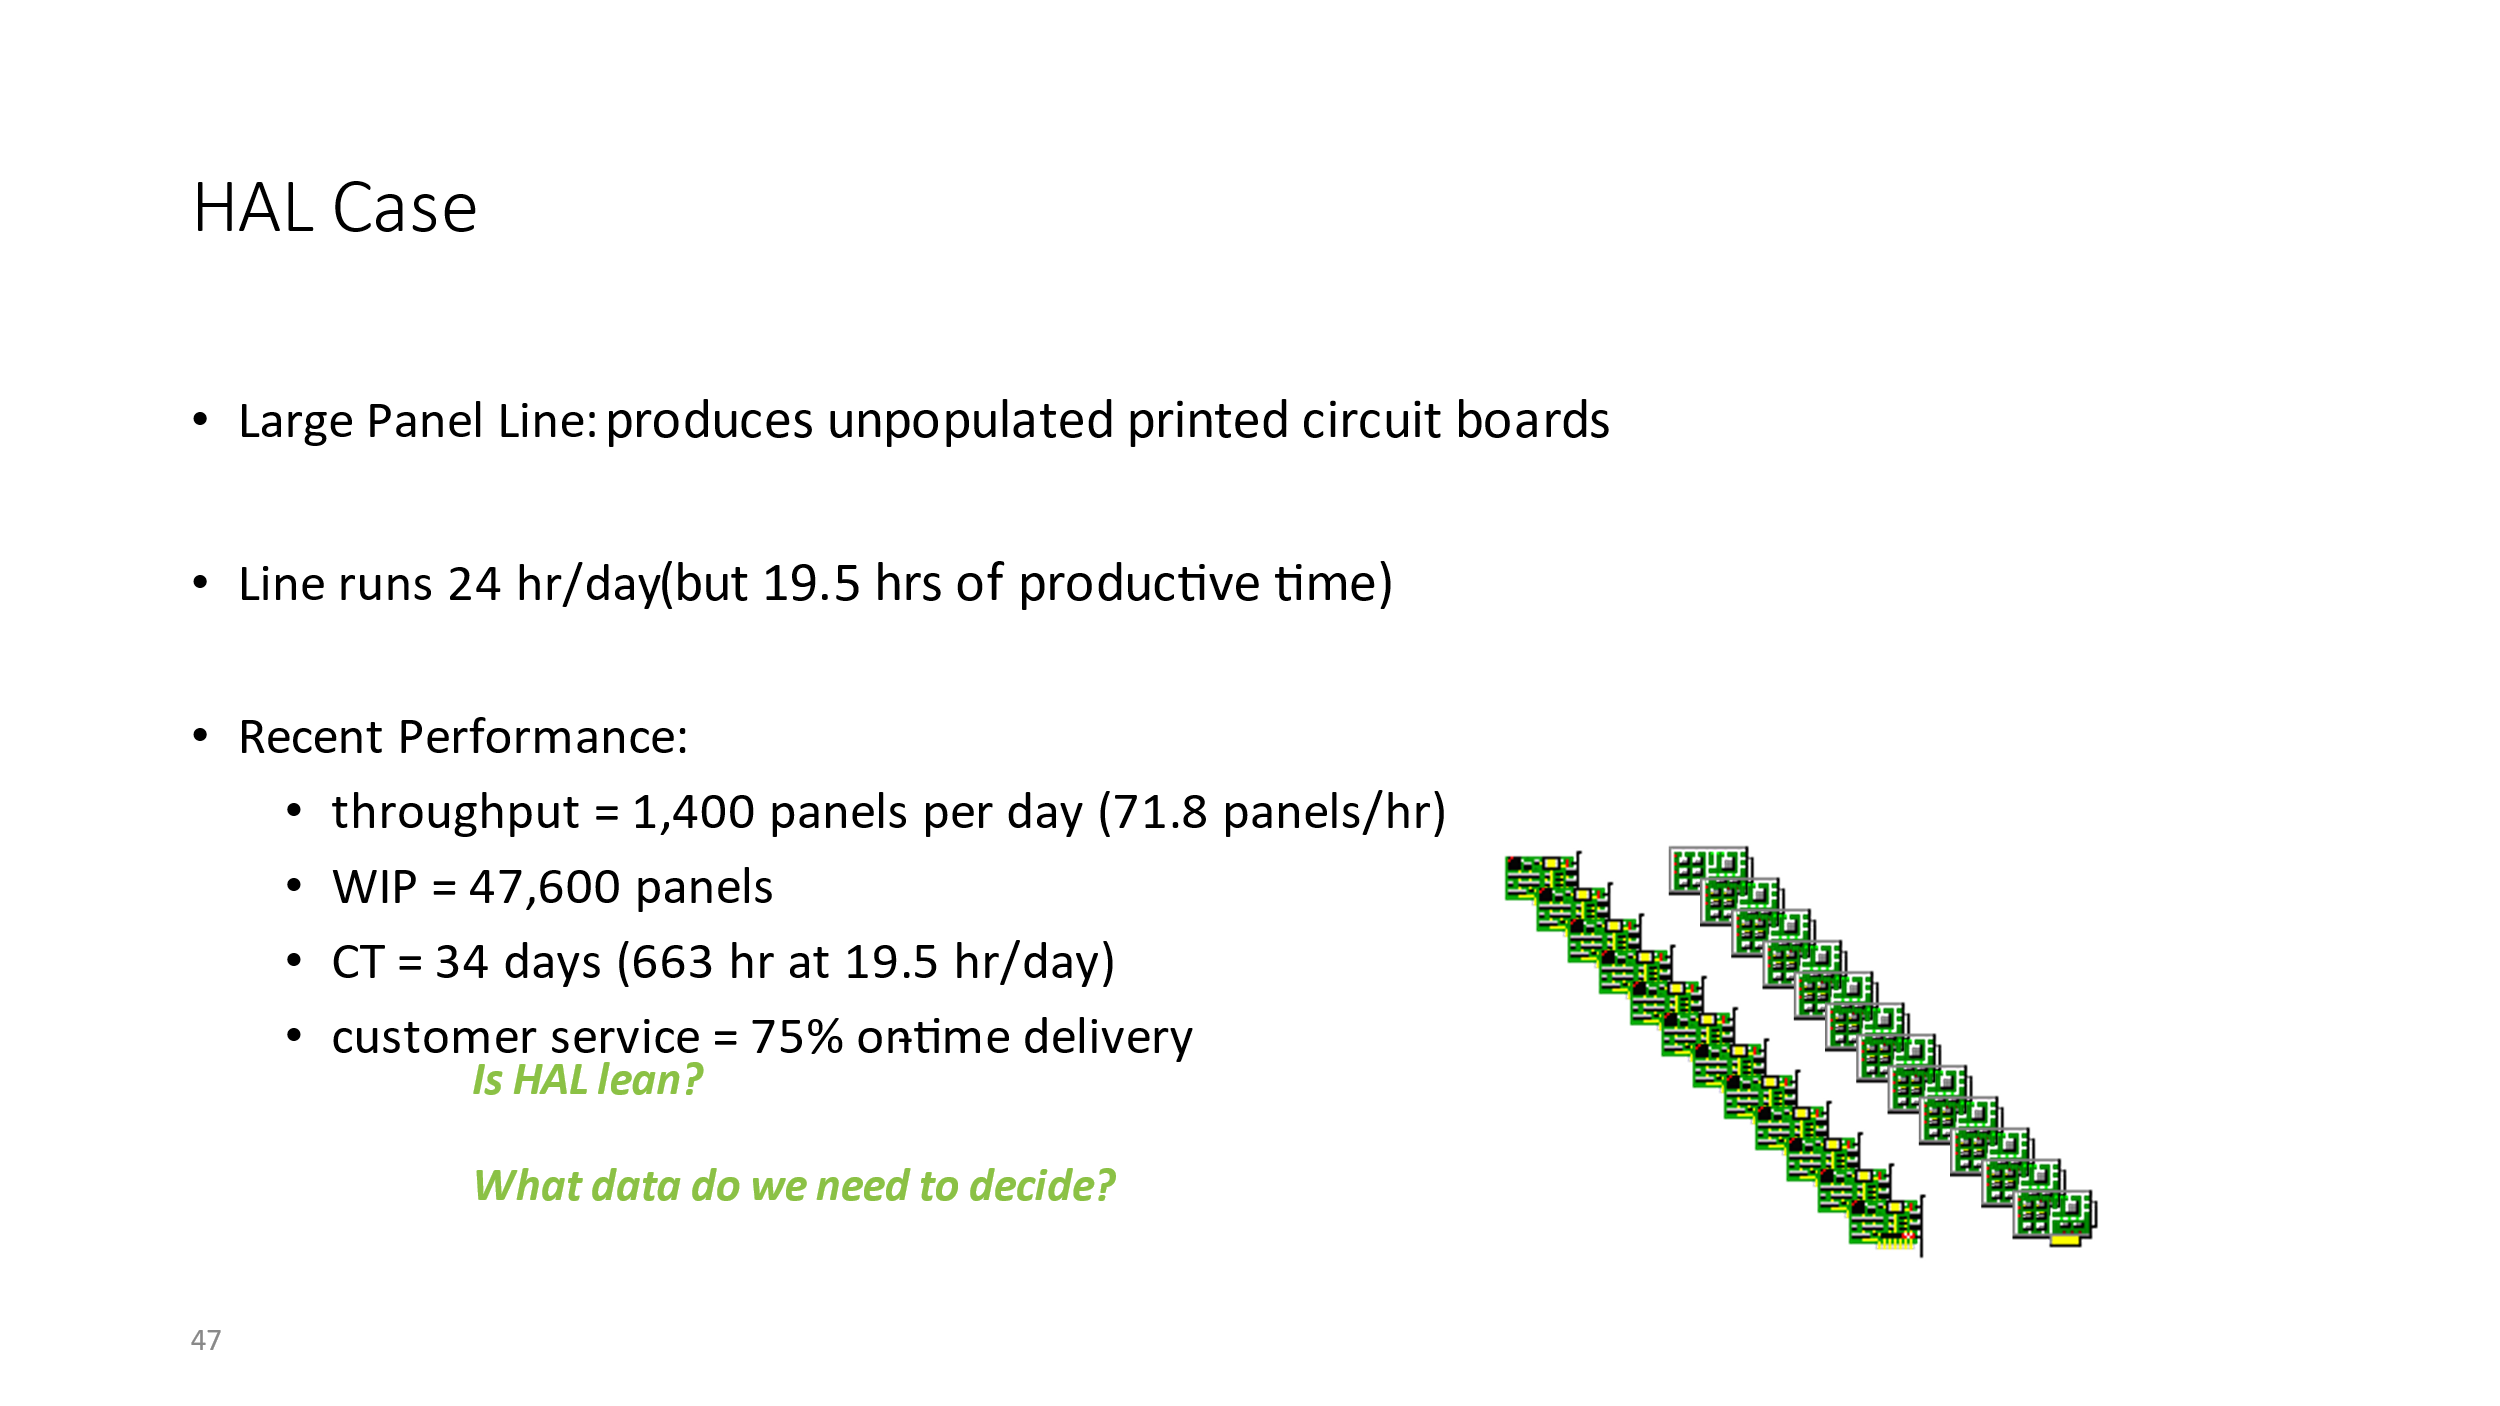 HAL Case
• Large Panel Line: produces unpopulated printed circuit boards
• Line runs 24 hr/day (but 19.5 hrs of productive time)
• Recent Performance:
• throughput = 1,400 panels per day (71.8 panels/hr)
• WIP = 47,600 panels
• CT = 34 days (663 hr at 19.5 hr/day)
• customer service = 75% on-time delivery
Is HAL lean?
What data do we need to decide?
47